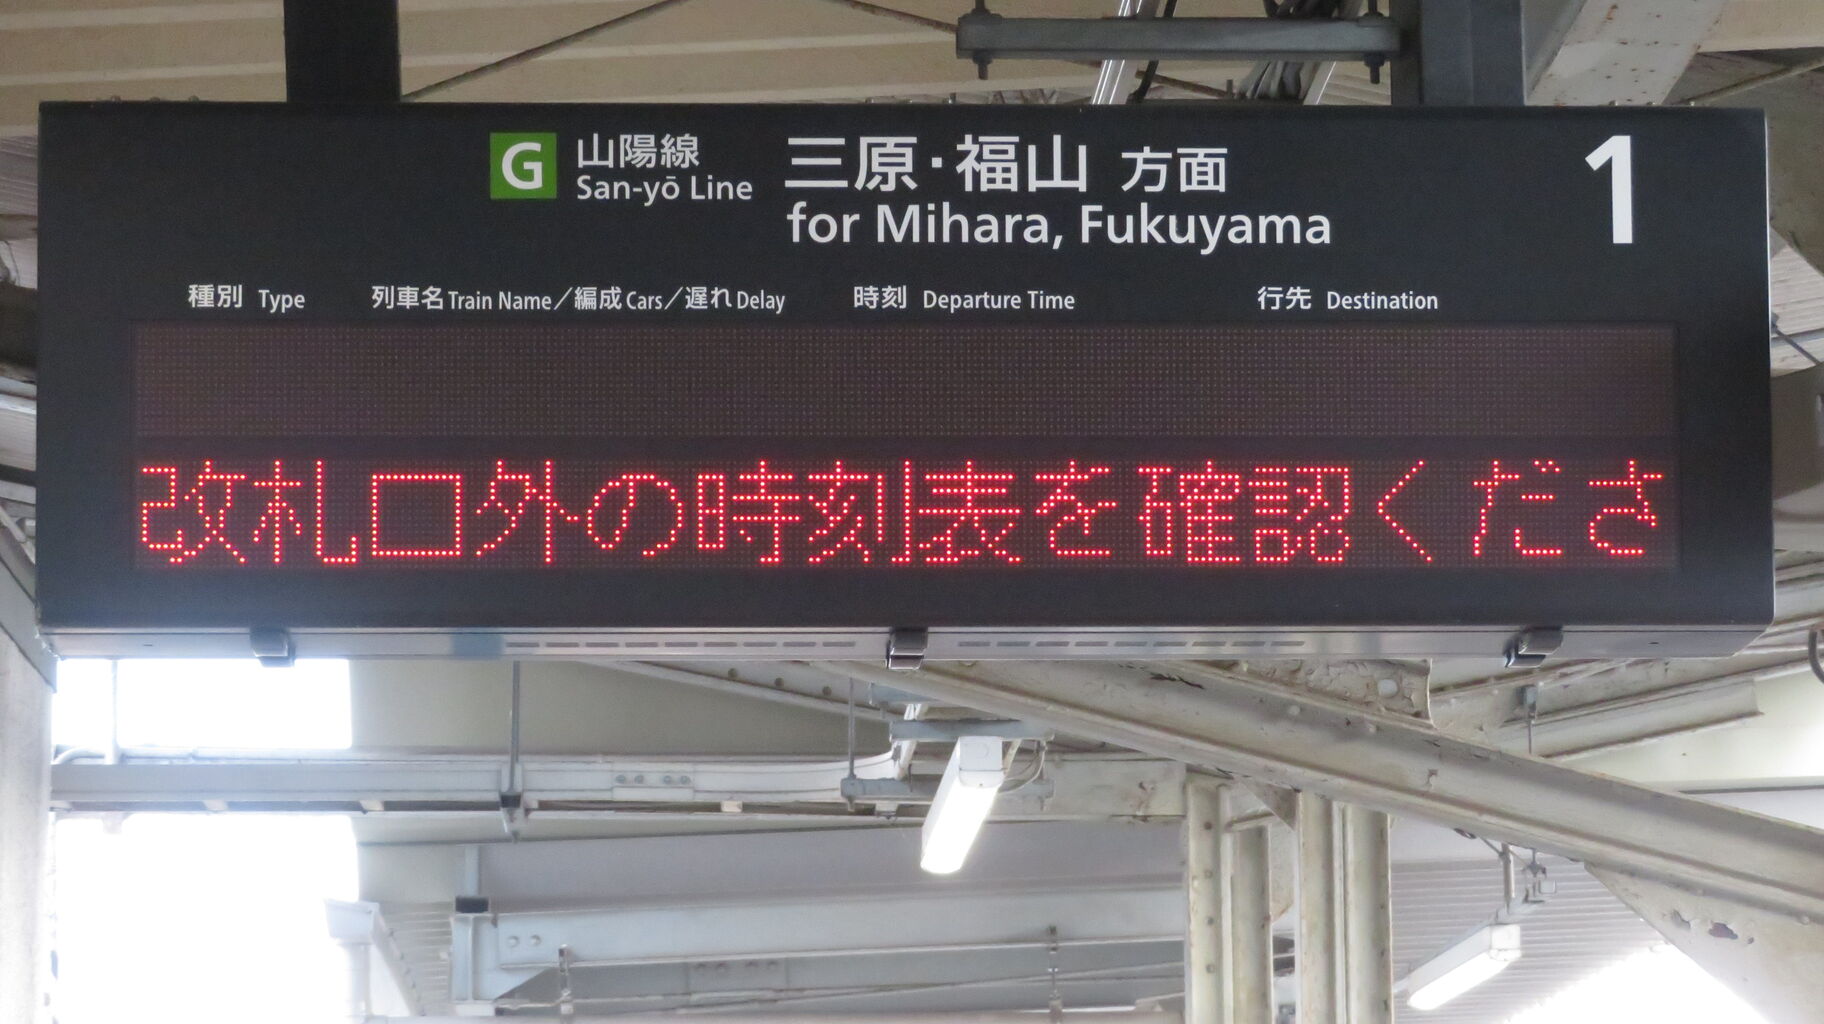 G 山陽線 三原・福山 方面 1
San-yō Line for Mihara, Fukuyama
種別 Type 列車名 Train Name／編成 Cars／遅れ Delay 時刻 Departure Time 行先 Destination
改札口外の時刻表を確認くださ